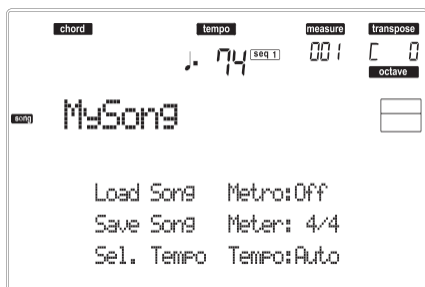 chord tempo measure transpose
74 seq 1 001 C 0
octave
song MySong
Load Song Metro:Off
Save Song Meter: 4/4
Sel. Tempo Tempo:Auto